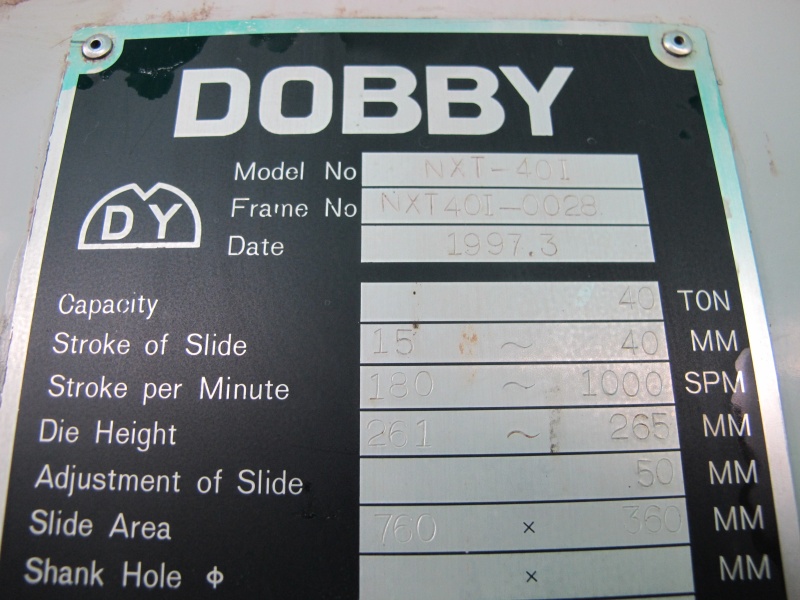 DOBBY
DY
Model No NXT-40I
Frame No NXT40I-0028
Date 1997.3
Capacity 40 TON
Stroke of Slide 15 ~ 40 MM
Stroke per Minute 180 ~ 1000 SPM
Die Height 261 ~ 265 MM
Adjustment of Slide 50 MM
Slide Area 760 × 360 MM
Shank Hole φ × MM